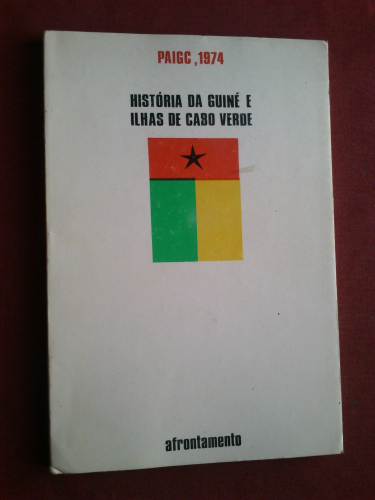 PAIGC, 1974
HISTÓRIA DA GUINÉ E
ILHAS DE CABO VERDE
afrontamento